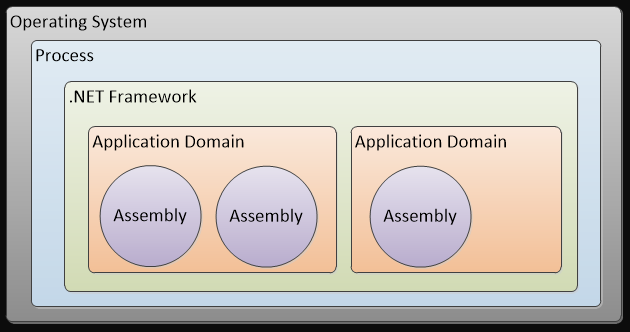 Operating System
Process
.NET Framework
Application Domain
Application Domain
Assembly
Assembly
Assembly